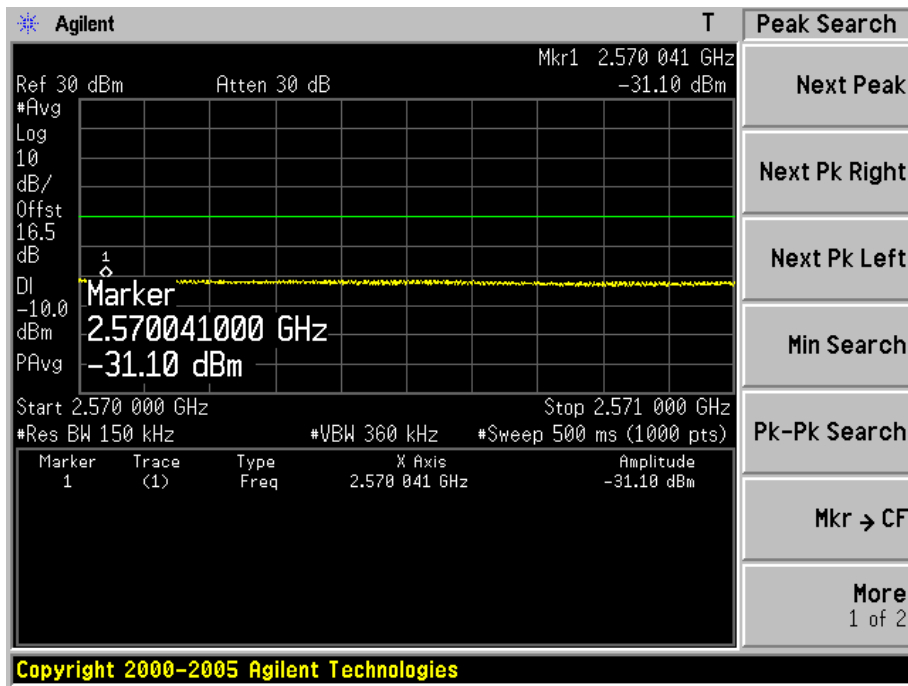 Agilent T Peak Search
Mkr1 2.570 041 GHz
Ref 30 dBm Atten 30 dB -31.10 dBm
#Avg
Log
10
dB/
Offst
16.5
dB
DI
-10.0
dBm
PAvg
1
Marker
2.570041000 GHz
-31.10 dBm
Start 2.570 000 GHz Stop 2.571 000 GHz
#Res BW 150 kHz #VBW 360 kHz #Sweep 500 ms (1000 pts)
Marker Trace Type X Axis Amplitude
1 (1) Freq 2.570 041 GHz -31.10 dBm
Next Peak
Next Pk Right
Next Pk Left
Min Search
Pk-Pk Search
Mkr → CF
More
1 of 2
Copyright 2000-2005 Agilent Technologies